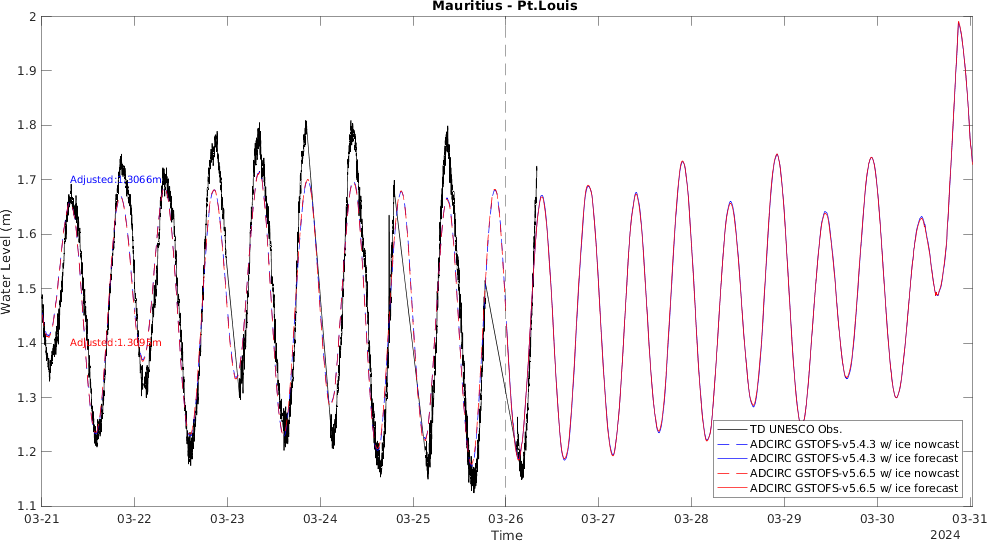 Mauritius - Pt.Louis
2
1.9
1.8
1.7
1.6
1.5
1.4
1.3
1.2
1.1
Water Level (m)
Adjusted:1.3066m
Adjusted:1.3095m
TD UNESCO Obs.
ADCIRC GSTOFS-v5.4.3 w/ ice nowcast
ADCIRC GSTOFS-v5.4.3 w/ ice forecast
ADCIRC GSTOFS-v5.6.5 w/ ice nowcast
ADCIRC GSTOFS-v5.6.5 w/ ice forecast
03-21 03-22 03-23 03-24 03-25 03-26 03-27 03-28 03-29 03-30 03-31
Time
2024